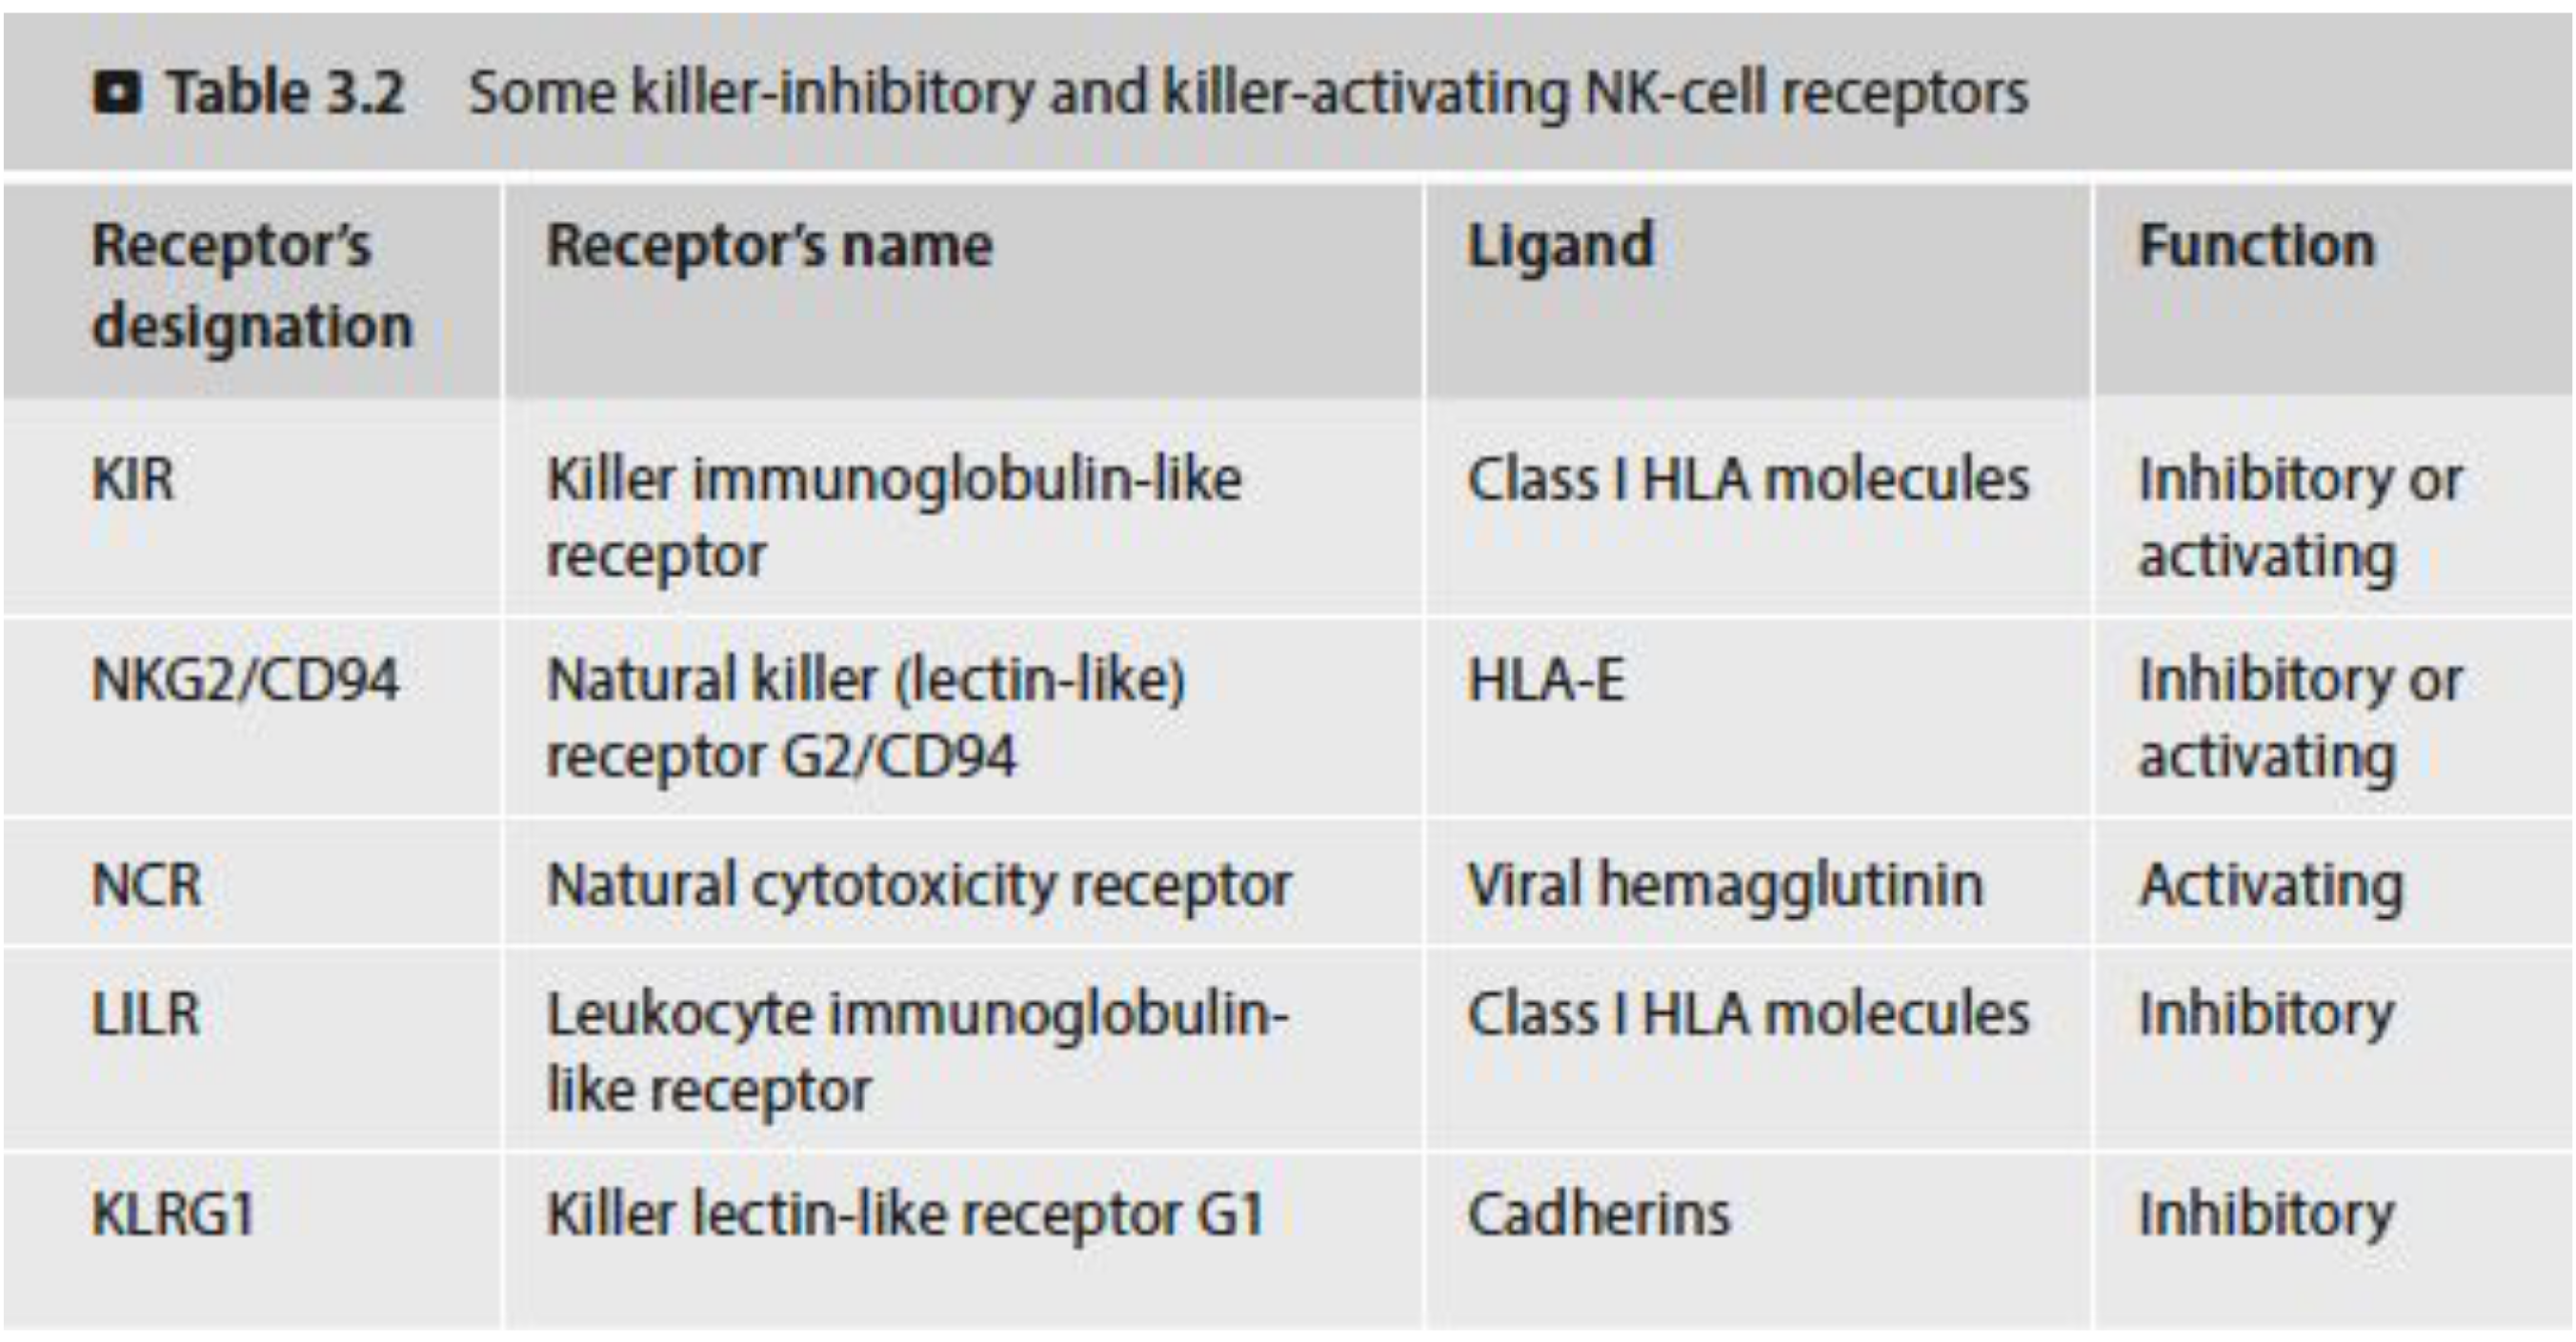 Table 3.2 Some killer-inhibitory and killer-activating NK-cell receptors
Receptor's designation Receptor's name Ligand Function
KIR Killer immunoglobulin-like receptor Class I HLA molecules Inhibitory or activating
NKG2/CD94 Natural killer (lectin-like) receptor G2/CD94 HLA-E Inhibitory or activating
NCR Natural cytotoxicity receptor Viral hemagglutinin Activating
LILR Leukocyte immunoglobulin-like receptor Class I HLA molecules Inhibitory
KLRG1 Killer lectin-like receptor G1 Cadherins Inhibitory